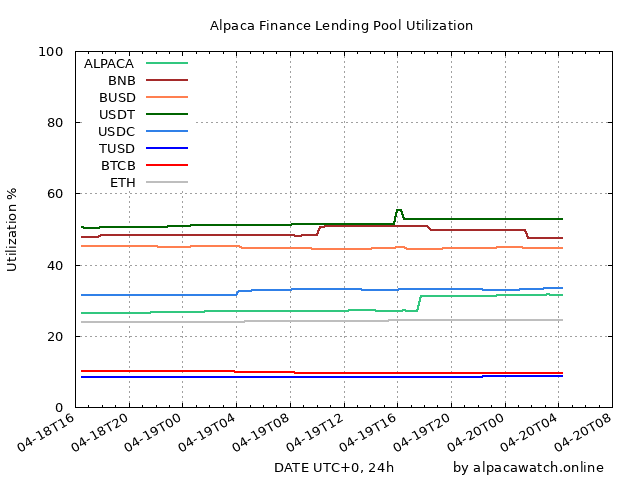 Alpaca Finance Lending Pool Utilization
100
80
60
40
20
0
Utilization %
ALPACA
BNB
BUSD
USDT
USDC
TUSD
BTCB
ETH
04-18T16
04-18T20
04-19T00
04-19T04
04-19T08
04-19T12
04-19T16
04-19T20
04-20T00
04-20T04
04-20T08
DATE UTC+0, 24h
by alpacawatch.online